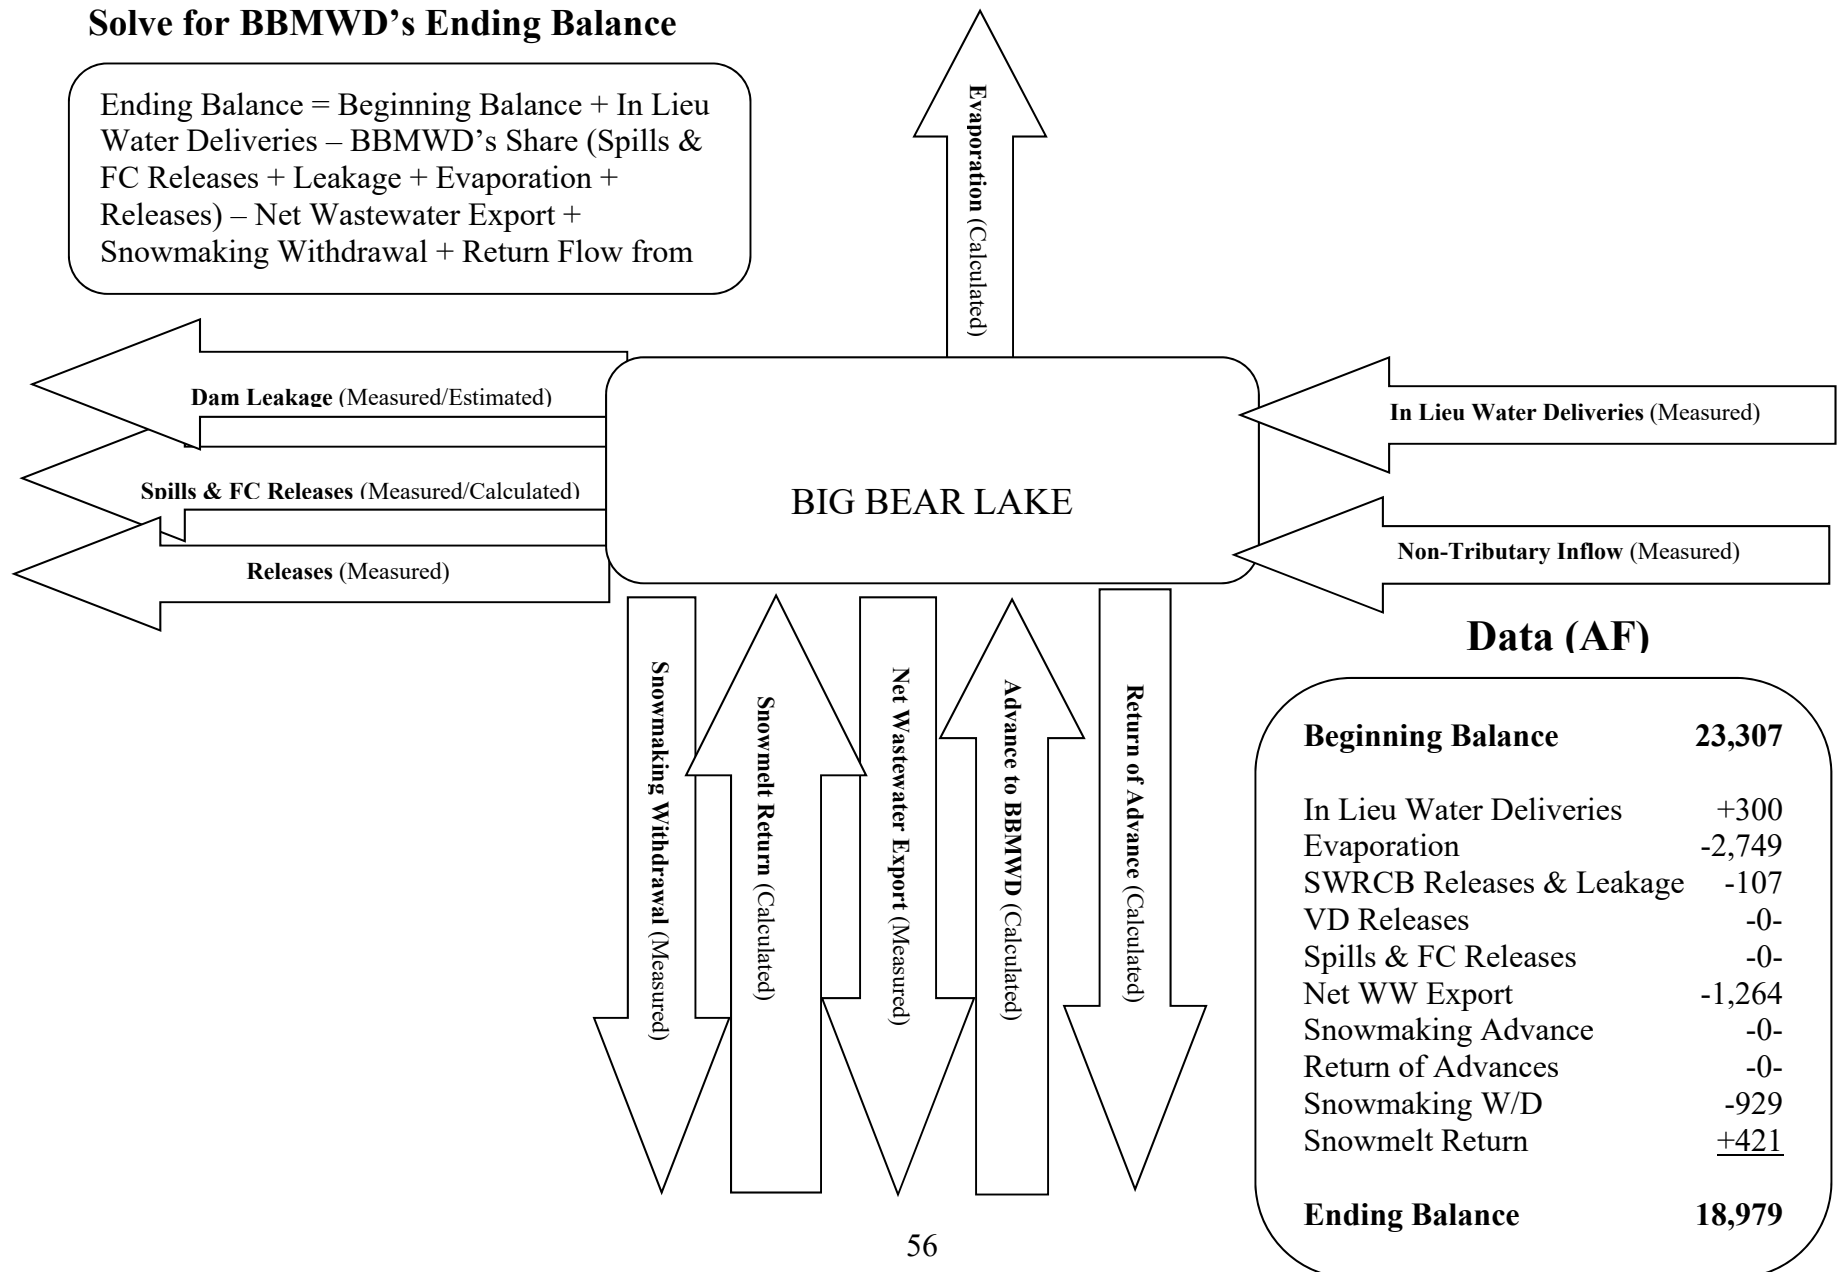 Solve for BBMWD’s Ending Balance
Ending Balance = Beginning Balance + In Lieu
Water Deliveries – BBMWD’s Share (Spills &
FC Releases + Leakage + Evaporation +
Releases) – Net Wastewater Export +
Snowmaking Withdrawal + Return Flow from
Evaporation (Calculated)
Dam Leakage (Measured/Estimated)
Spills & FC Releases (Measured/Calculated)
Releases (Measured)
BIG BEAR LAKE
In Lieu Water Deliveries (Measured)
Non-Tributary Inflow (Measured)
Snowmaking Withdrawal (Measured)
Snowmelt Return (Calculated)
Net Wastewater Export (Measured)
Advance to BBMWD (Calculated)
Return of Advance (Calculated)
Data (AF)
Beginning Balance 23,307
In Lieu Water Deliveries +300
Evaporation -2,749
SWRCB Releases & Leakage -107
VD Releases -0-
Spills & FC Releases -0-
Net WW Export -1,264
Snowmaking Advance -0-
Return of Advances -0-
Snowmaking W/D -929
Snowmelt Return +421
Ending Balance 18,979
56